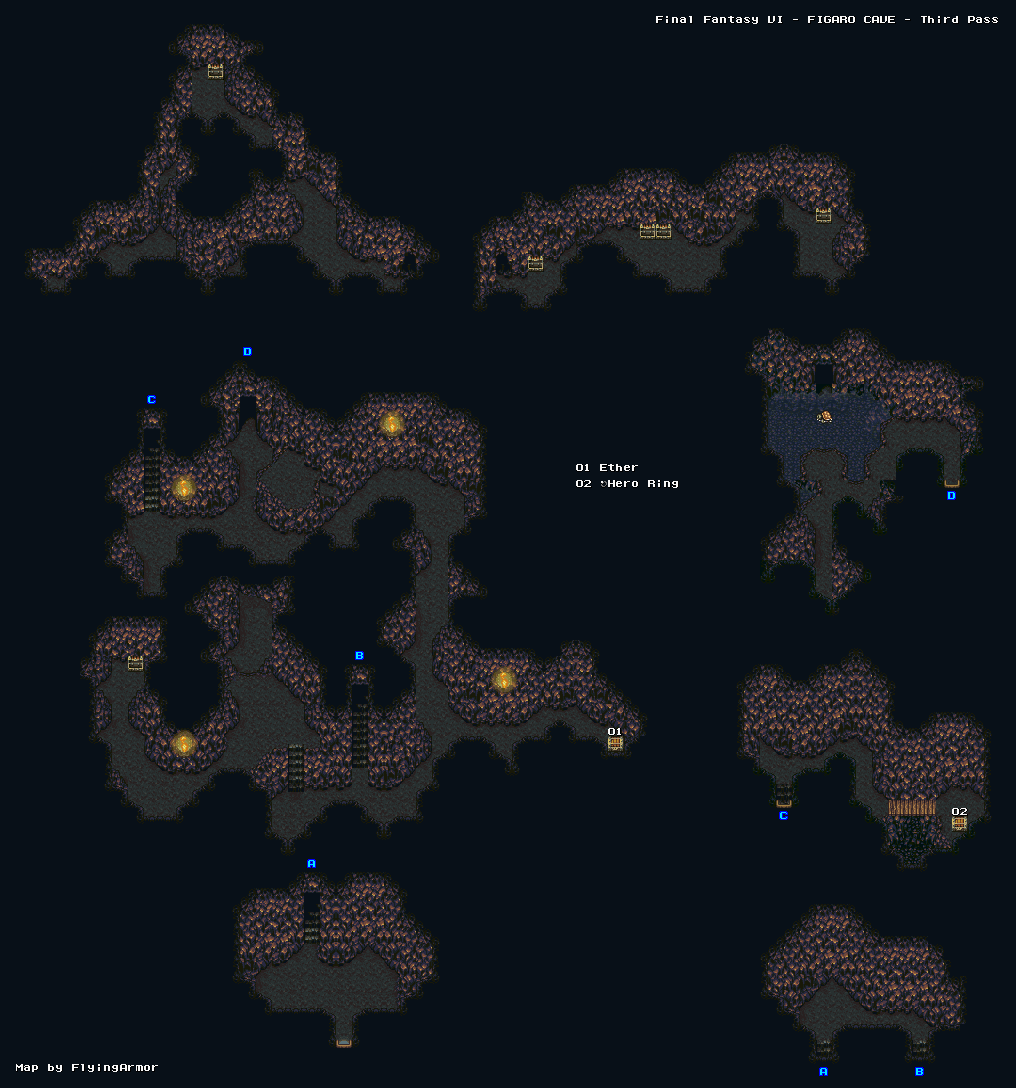 Final Fantasy VI - FIGARO CAVE - Third Pass
D
C
01 Ether
02 Hero Ring
D
B
01
02
C
A
Map by FlyingArmor
A B